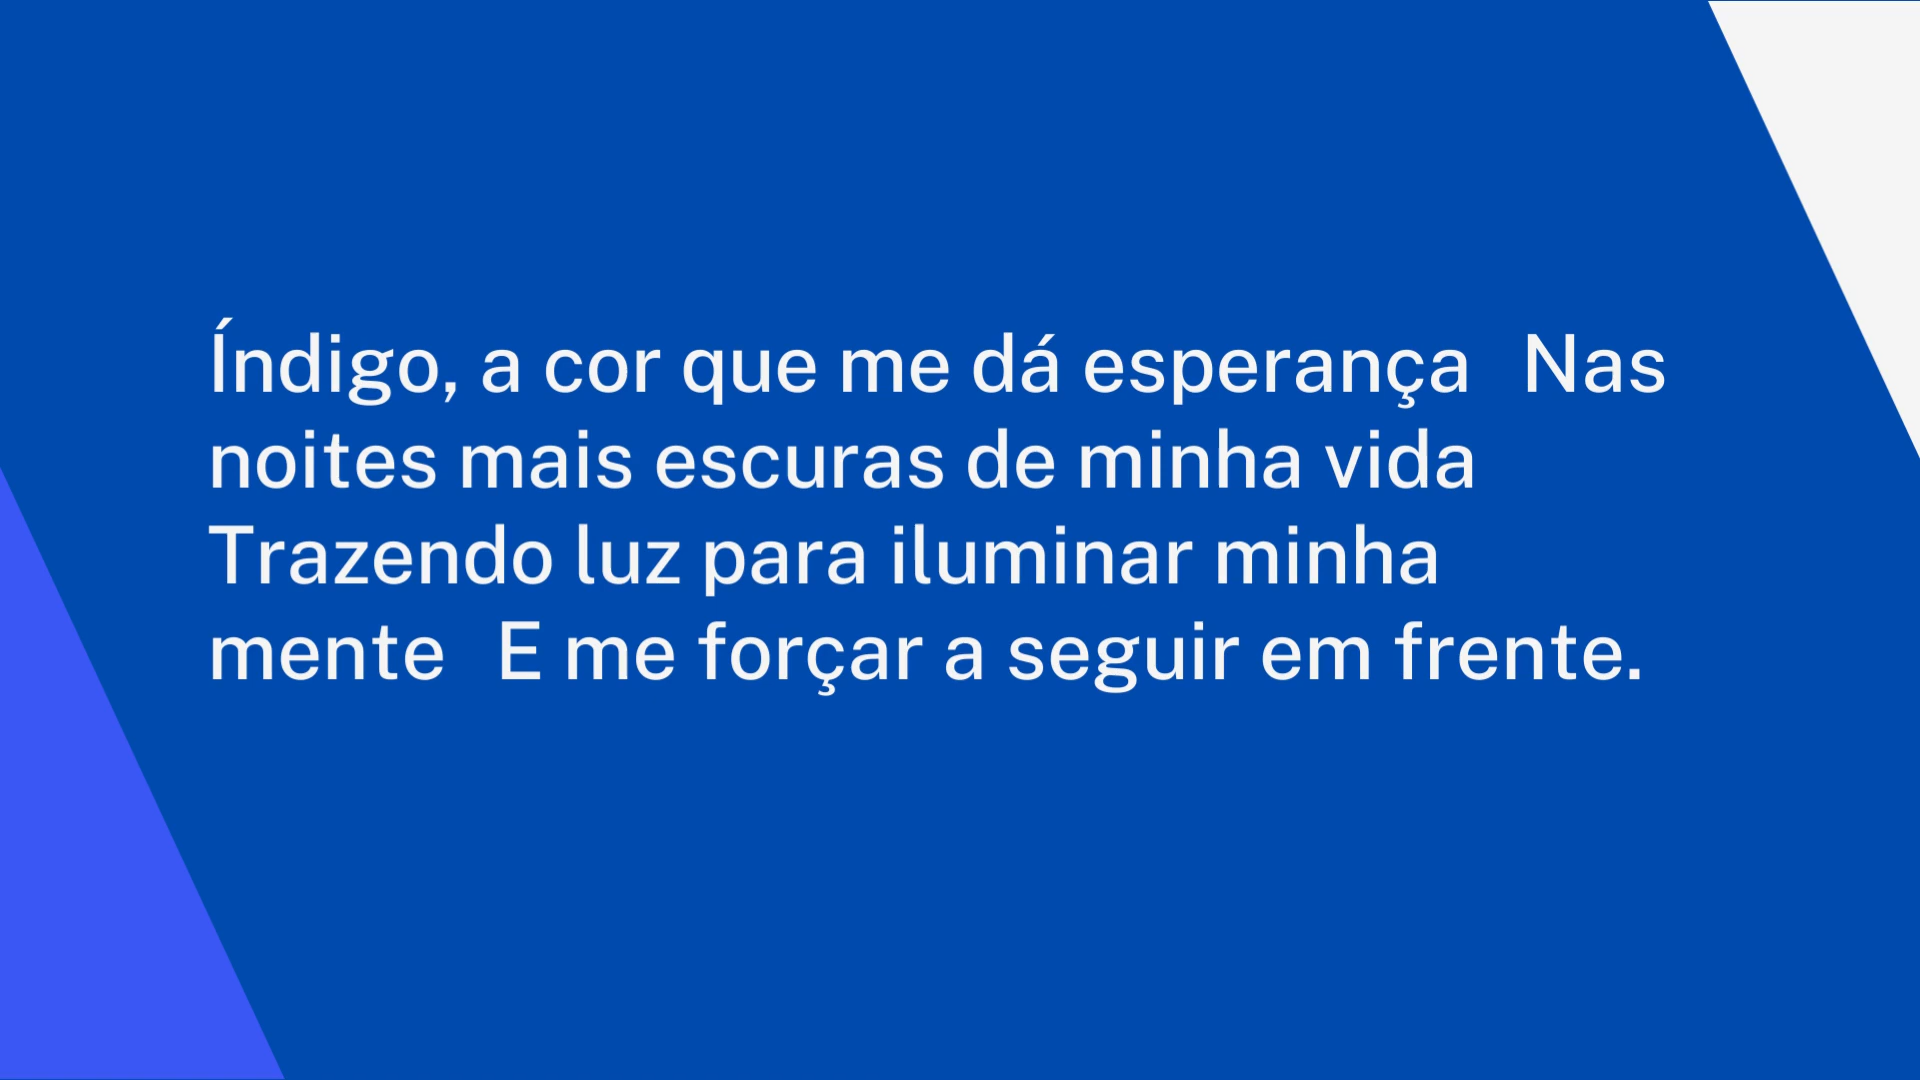 Índigo, a cor que me dá esperança   Nas
noites mais escuras de minha vida
Trazendo luz para iluminar minha
mente   E me forçar a seguir em frente.